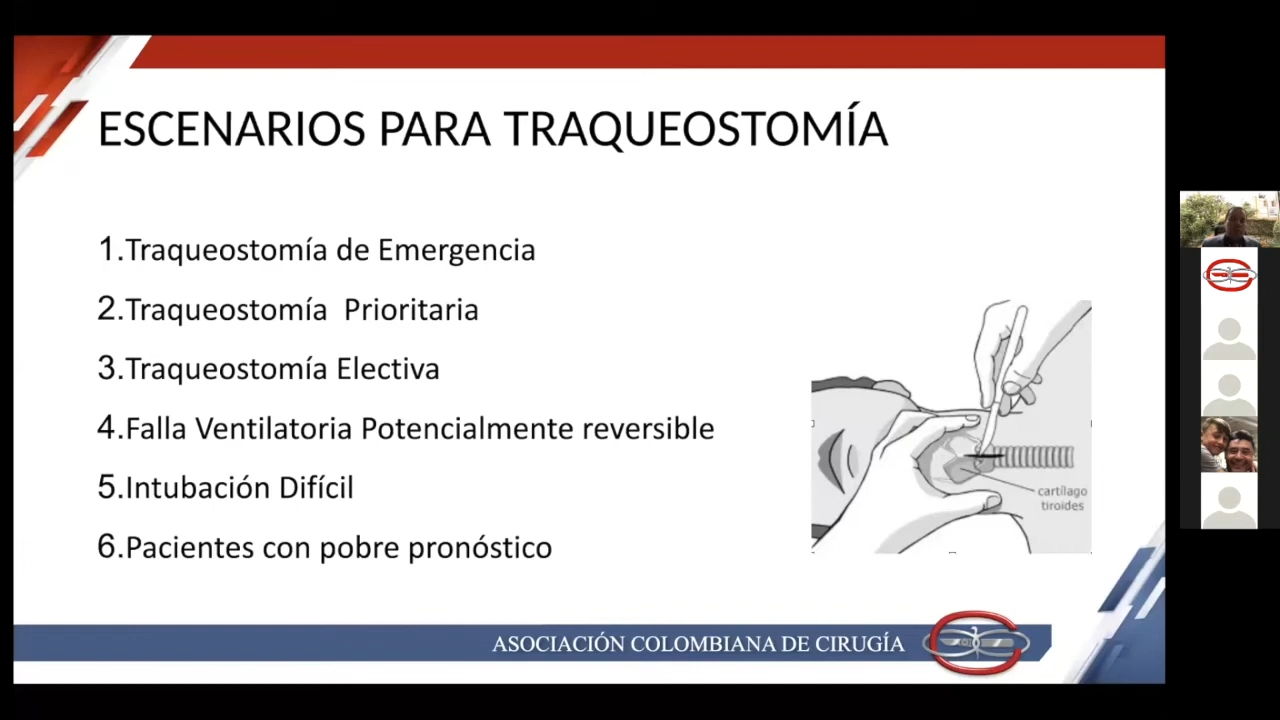 ESCENARIOS PARA TRAQUEOSTOMÍA
1.Traqueostomía de Emergencia
2.Traqueostomía Prioritaria
3.Traqueostomía Electiva
4.Falla Ventilatoria Potencialmente reversible
5.Intubación Difícil
6.Pacientes con pobre pronóstico
cartílago
tiroides
ASOCIACIÓN COLOMBIANA DE CIRUGÍA